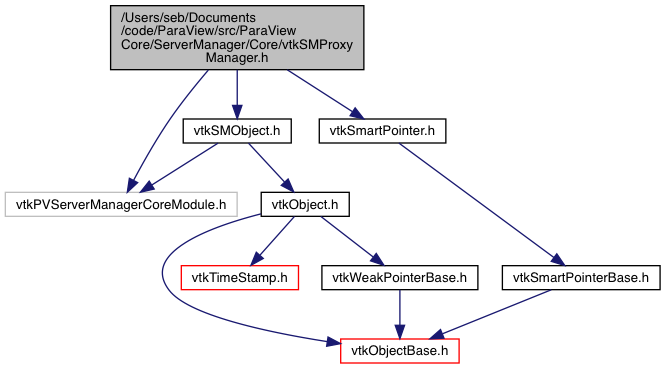 /Users/seb/Documents
/code/ParaView/src/ParaView
Core/ServerManager/Core/vtkSMProxy
Manager.h
vtkSMObject.h
vtkSmartPointer.h
vtkPVServerManagerCoreModule.h
vtkObject.h
vtkTimeStamp.h
vtkWeakPointerBase.h
vtkSmartPointerBase.h
vtkObjectBase.h